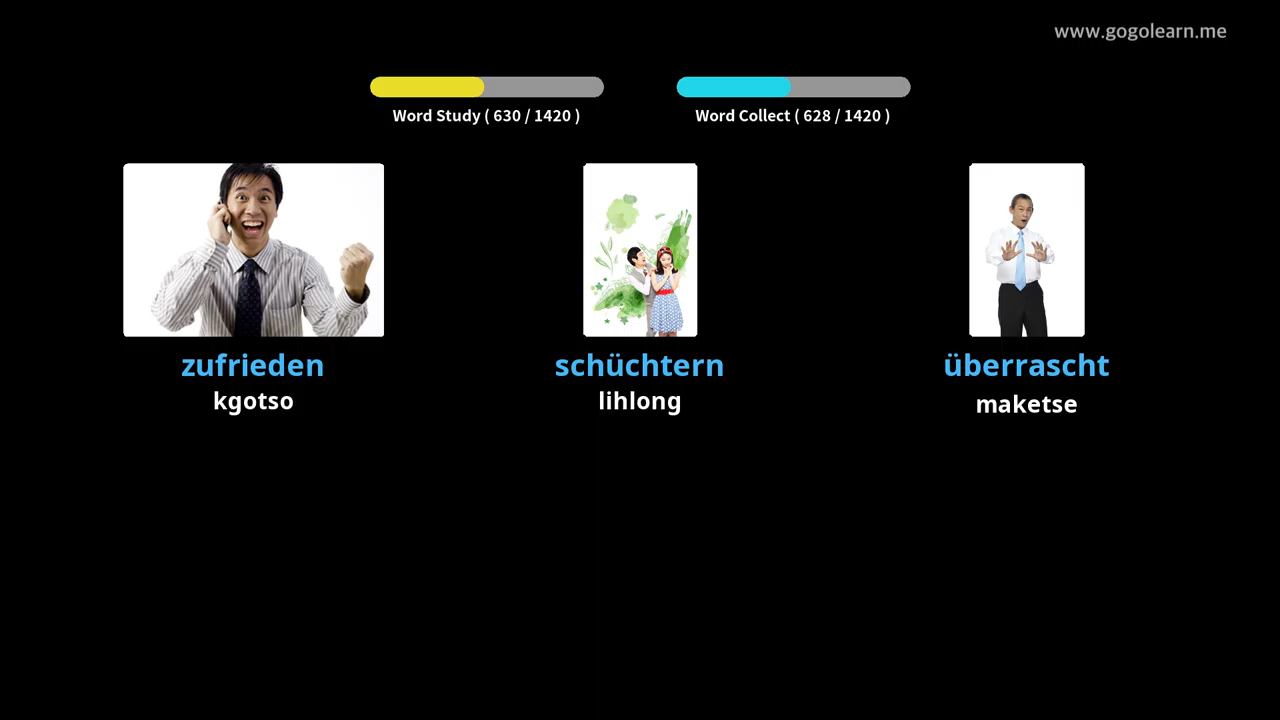 www.gogolearn.me
Word Study ( 630 / 1420 )
Word Collect ( 628 / 1420 )
zufrieden
kgotso
schüchtern
lihlong
überrascht
maketse